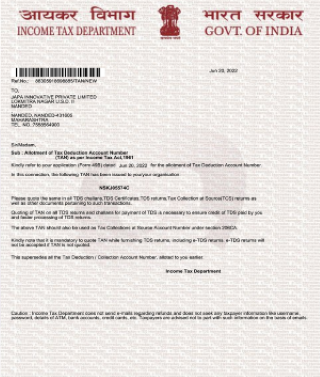 आयकर विभाग
INCOME TAX DEPARTMENT
भारत सरकार
GOVT. OF INDIA
Jun 20, 2022
Ref.No.: /TAN/NEW
TO,
JAPA INNOVATIVE PRIVATE LIMITED
LOKMITRA NAGAR
NANDED
NANDED, NANDED-431605
MAHARASHTRA
TEL. NO.
Sir/Madam,
Sub : Allotment of Tax Deduction Account Number
(TAN) as per Income Tax Act,1961
Kindly refer to your application (Form 49B) dated Jun 20, 2022 for the allotment of Tax Deduction Account Number
In this connection, the following TAN has been issued to you/your organisation
Please quote the same in all TDS challans,TDS Certificates,TDS returns,Tax Collection at Source(TCS) returns as
well as other documents pertaining to such transactions.
Quoting of TAN on all TDS returns and challans for payment of TDS is necessary to ensure credit of TDS paid by you
and faster processing of TDS returns.
The above TAN should also be used as Tax Collections at Source Account Number under section 206CA.
Kindly note that it is mandatory to quote TAN while furnishing TDS returns, including e-TDS returns. e-TDS returns will
not be accepted if TAN is not quoted.
This supersedes all the Tax Deduction / Collection Account Number, allotted to you earlier.
Income Tax Department
Caution : Income Tax Department does not send e-mails regarding refunds and does not seek any taxpayer information like username,
password, details of ATM, bank accounts, credit cards, etc. Taxpayers are advised not to part with such information on the basis of emails.